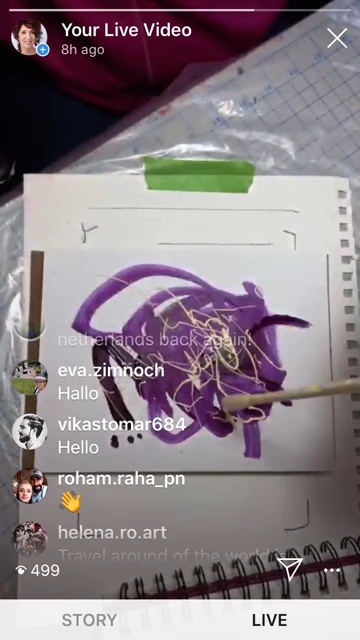 Your Live Video
8h ago
netherlands back again!
eva.zimnoch
Hallo
vikastomar684
Hello
roham.raha_pn
👋
helena.ro.art
Travel around of the world
499
STORY
LIVE